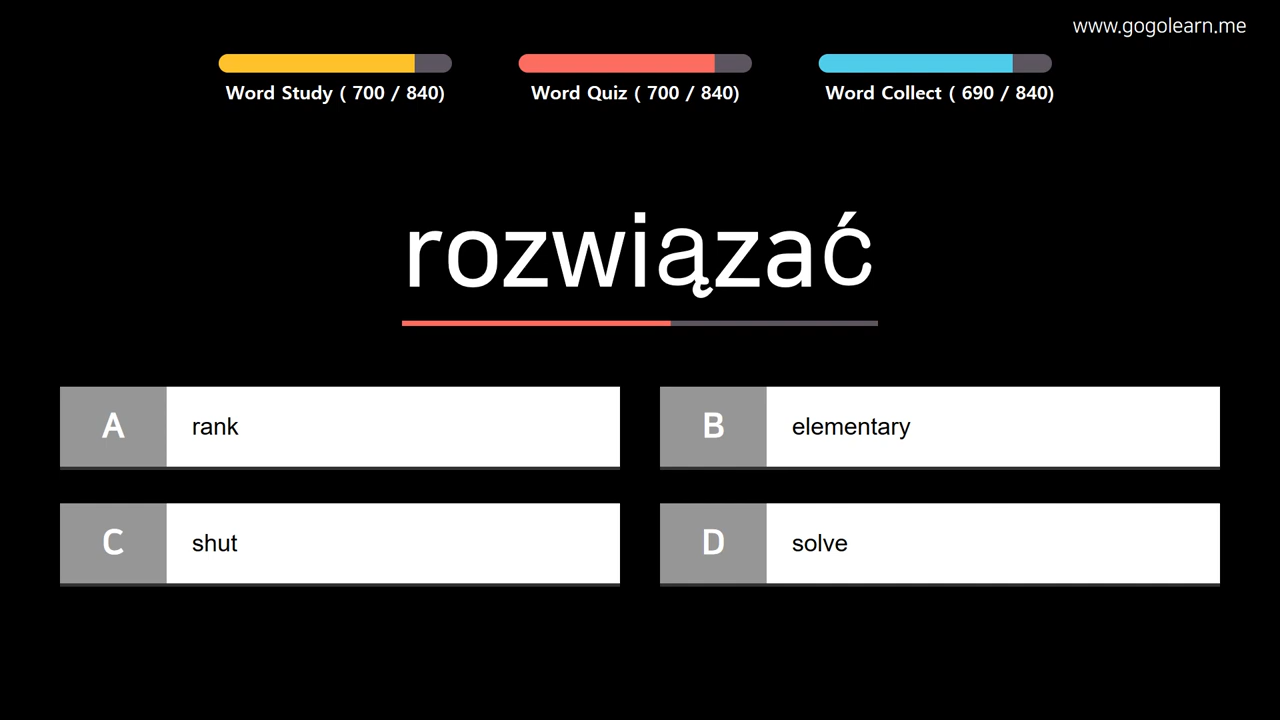 www.gogolearn.me
Word Study ( 700 / 840)
Word Quiz ( 700 / 840)
Word Collect ( 690 / 840)
rozwiązać
A rank
B elementary
C shut
D solve